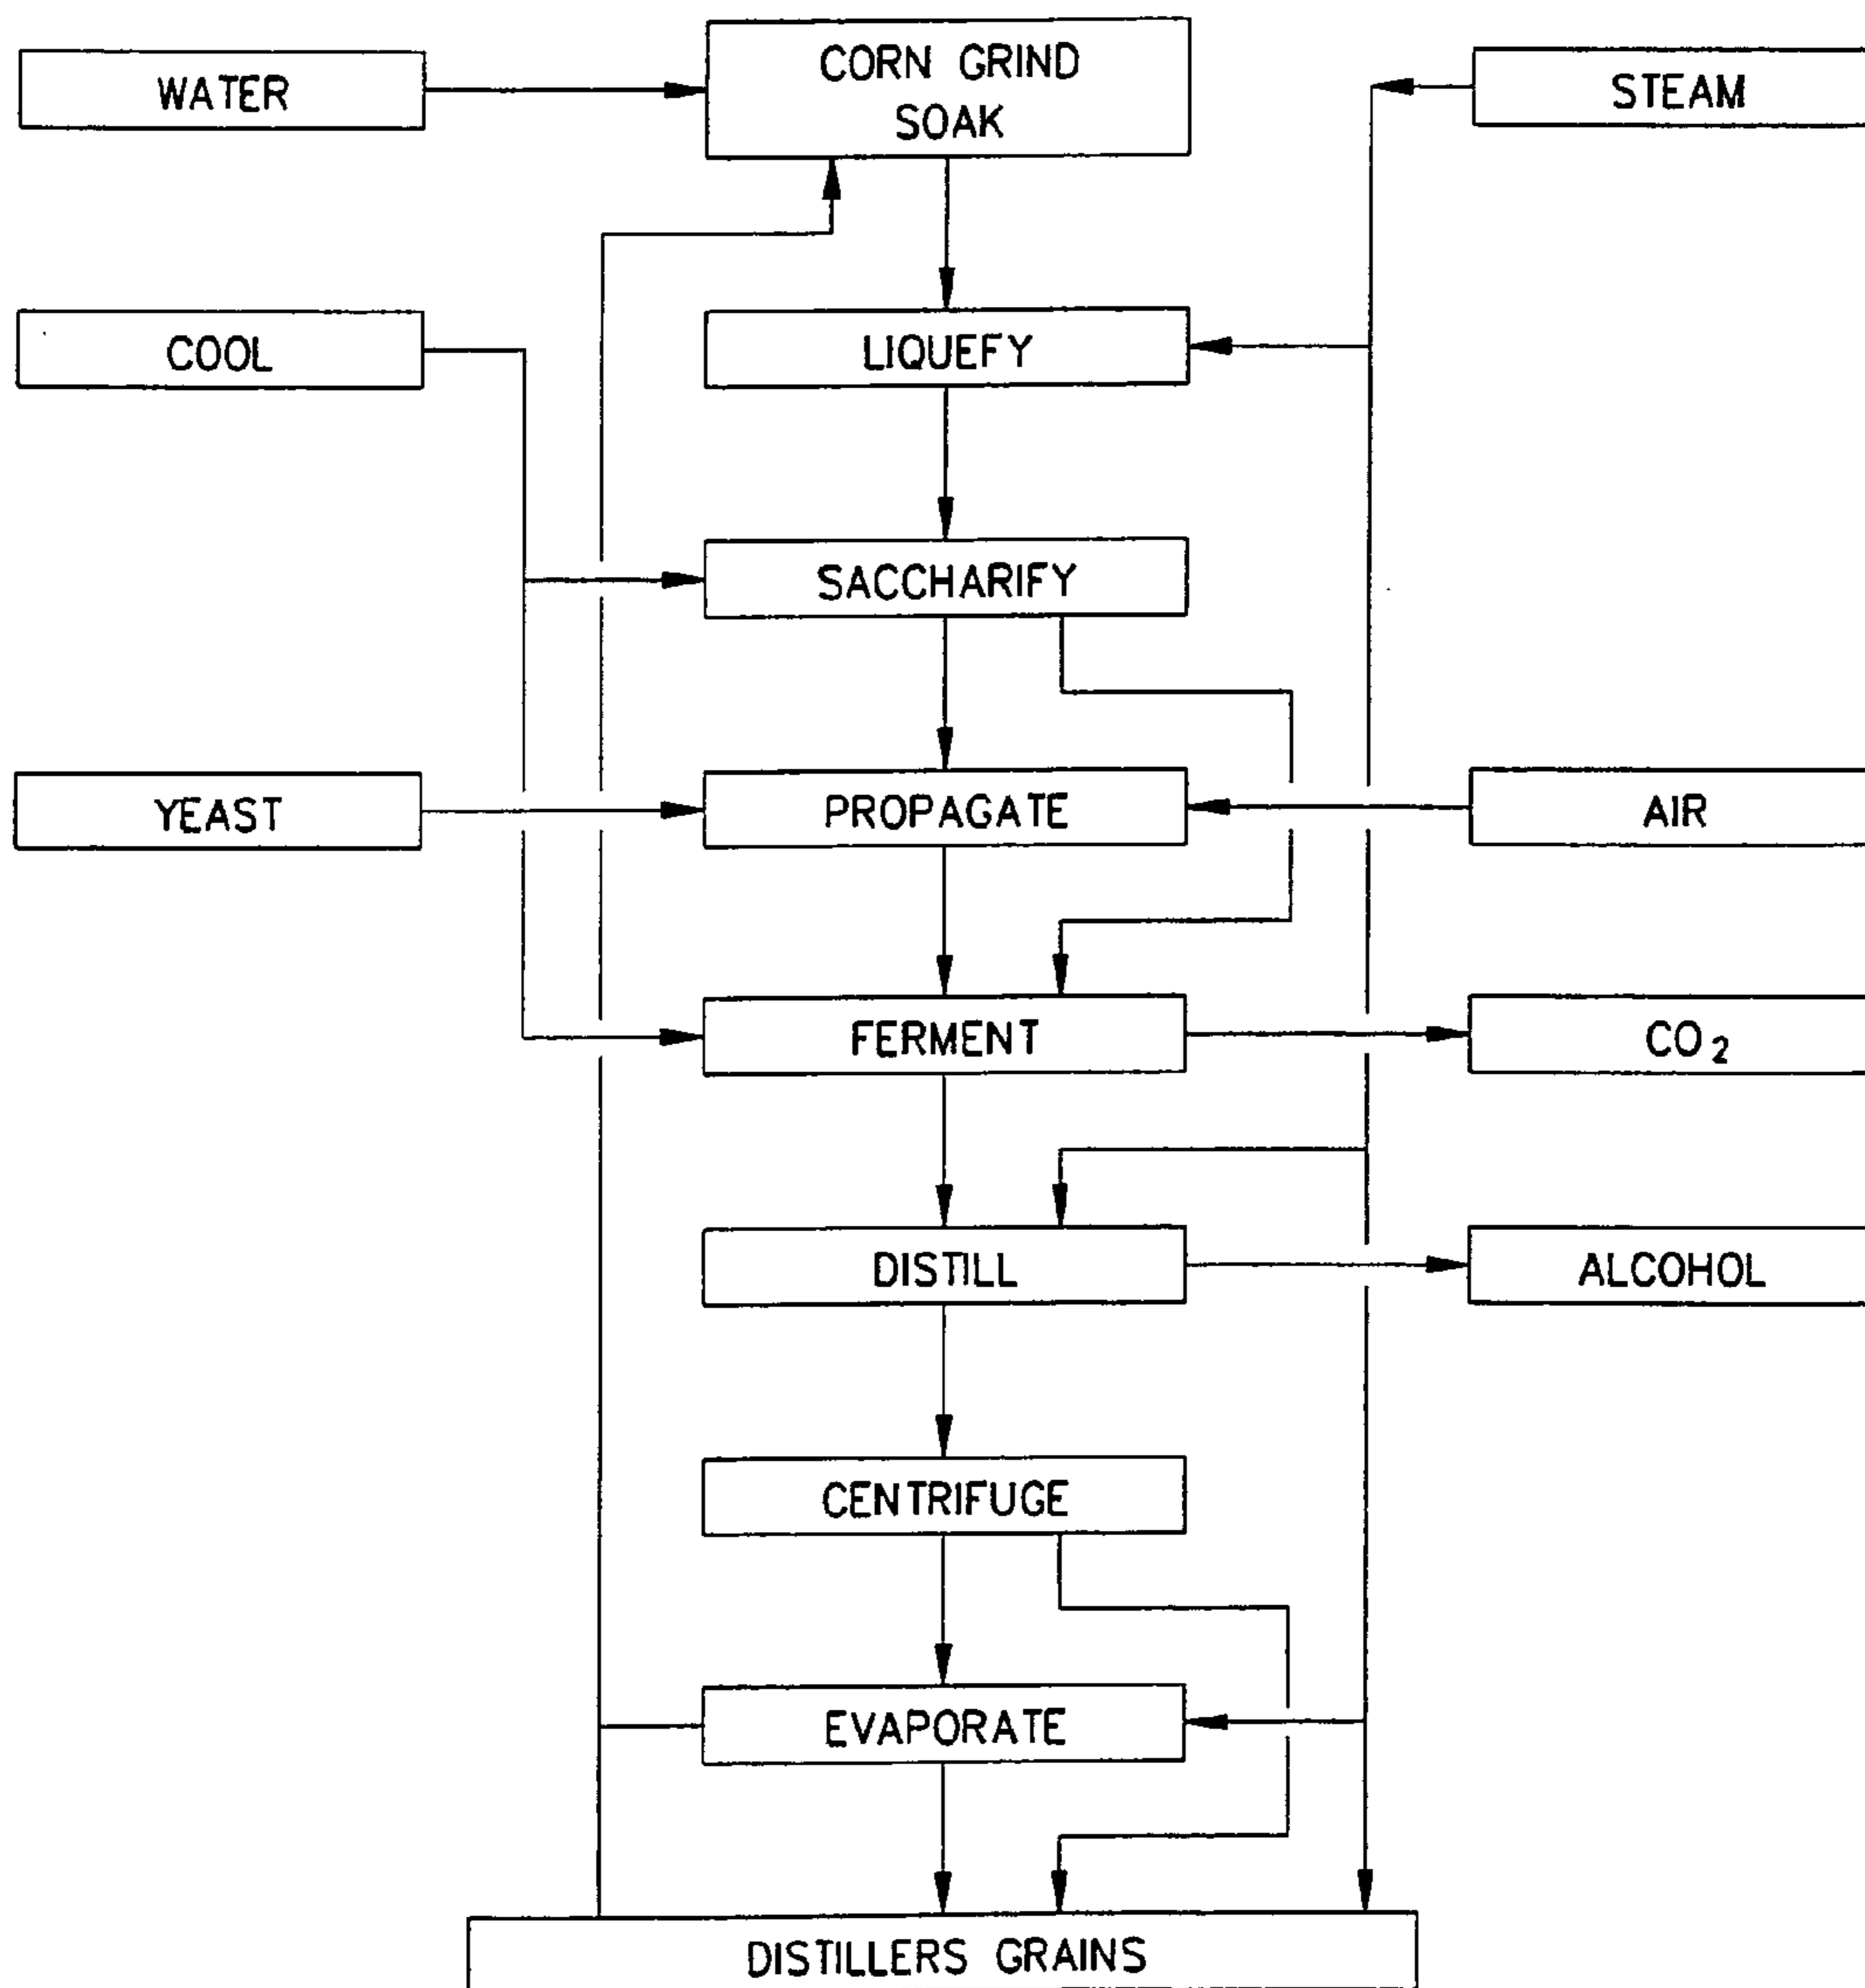 WATER
CORN GRIND
SOAK
STEAM
COOL
LIQUEFY
SACCHARIFY
YEAST
PROPAGATE
AIR
FERMENT
CO₂
DISTILL
ALCOHOL
CENTRIFUGE
EVAPORATE
DISTILLERS GRAINS